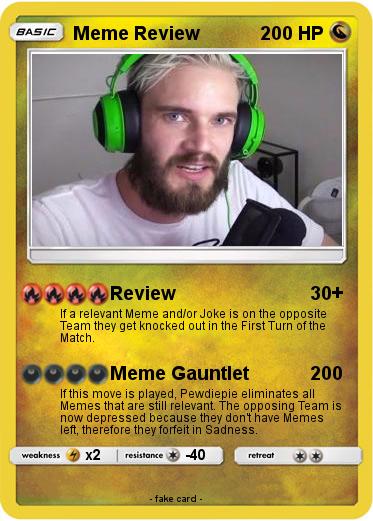 BASIC Meme Review 200 HP
Review 30+
If a relevant Meme and/or Joke is on the opposite
Team they get knocked out in the First Turn of the
Match.
Meme Gauntlet 200
If this move is played, Pewdiepie eliminates all
Memes that are still relevant. The opposing Team is
now depressed because they don't have Memes
left, therefore they forfeit in Sadness.
weakness x2 resistance -40 retreat
- fake card -